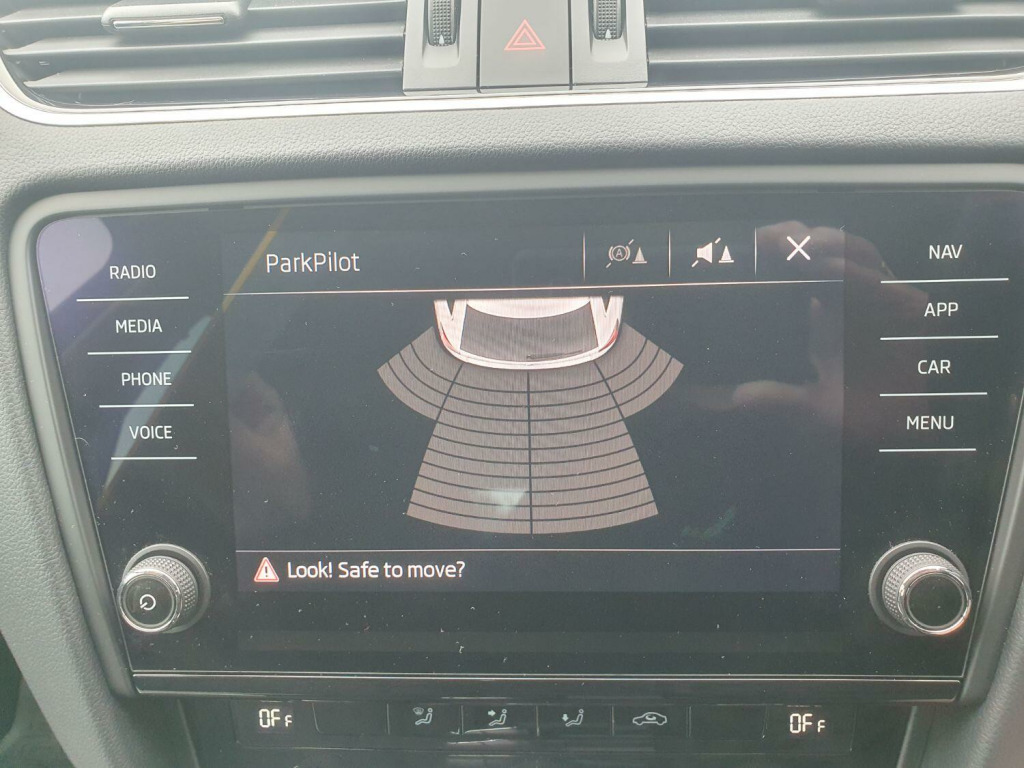 ParkPilot
RADIO
MEDIA
PHONE
VOICE
NAV
APP
CAR
MENU
Look! Safe to move?
OFF
OFF